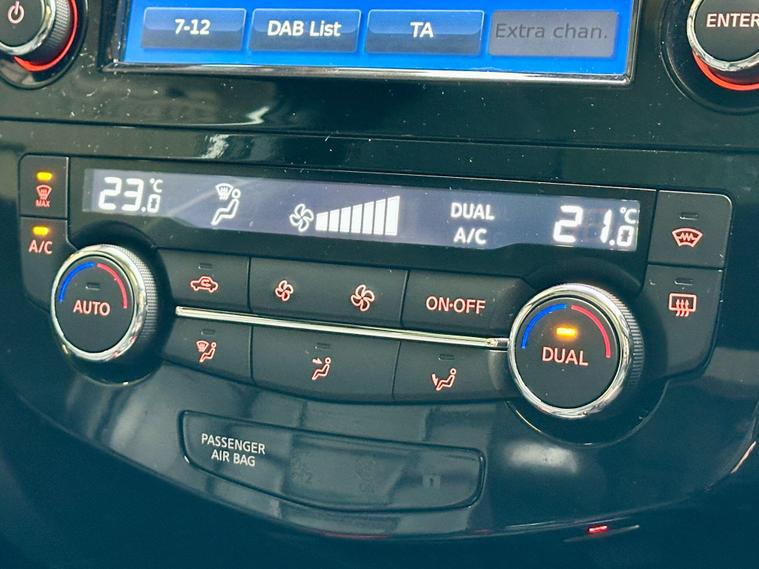 7-12
DAB List
TA
Extra chan.
ENTER
MAX
23.0°C
DUAL
A/C
21.0°C
A/C
AUTO
ON·OFF
DUAL
PASSENGER
AIR BAG